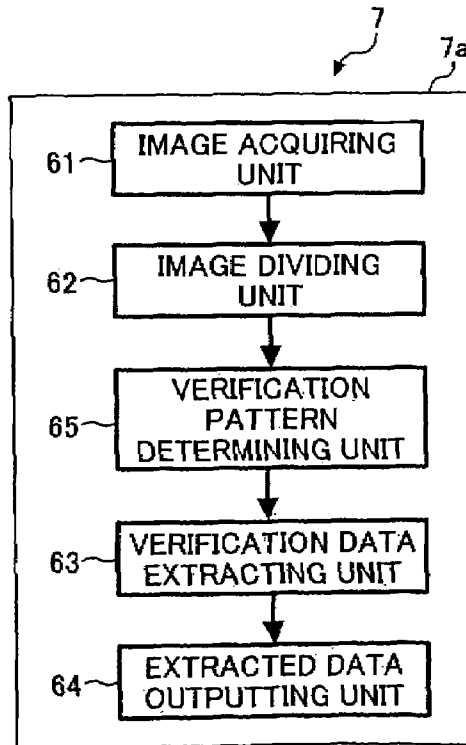 7
7a
61
IMAGE ACQUIRING
UNIT
62
IMAGE DIVIDING
UNIT
65
VERIFICATION
PATTERN
DETERMINING UNIT
63
VERIFICATION DATA
EXTRACTING UNIT
64
EXTRACTED DATA
OUTPUTTING UNIT